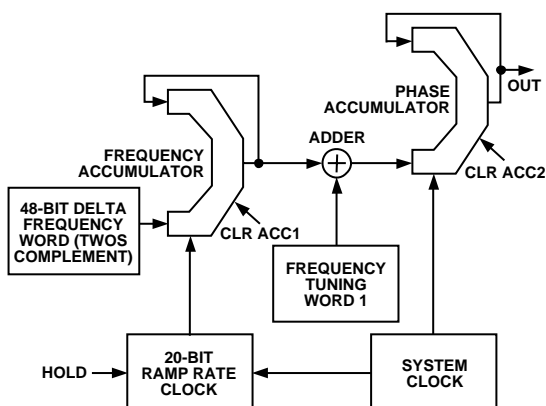 PHASE
ACCUMULATOR
OUT
ADDER
FREQUENCY
ACCUMULATOR
CLR ACC2
48-BIT DELTA
FREQUENCY
WORD (TWOS
COMPLEMENT)
CLR ACC1
FREQUENCY
TUNING
WORD 1
HOLD
20-BIT
RAMP RATE
CLOCK
SYSTEM
CLOCK